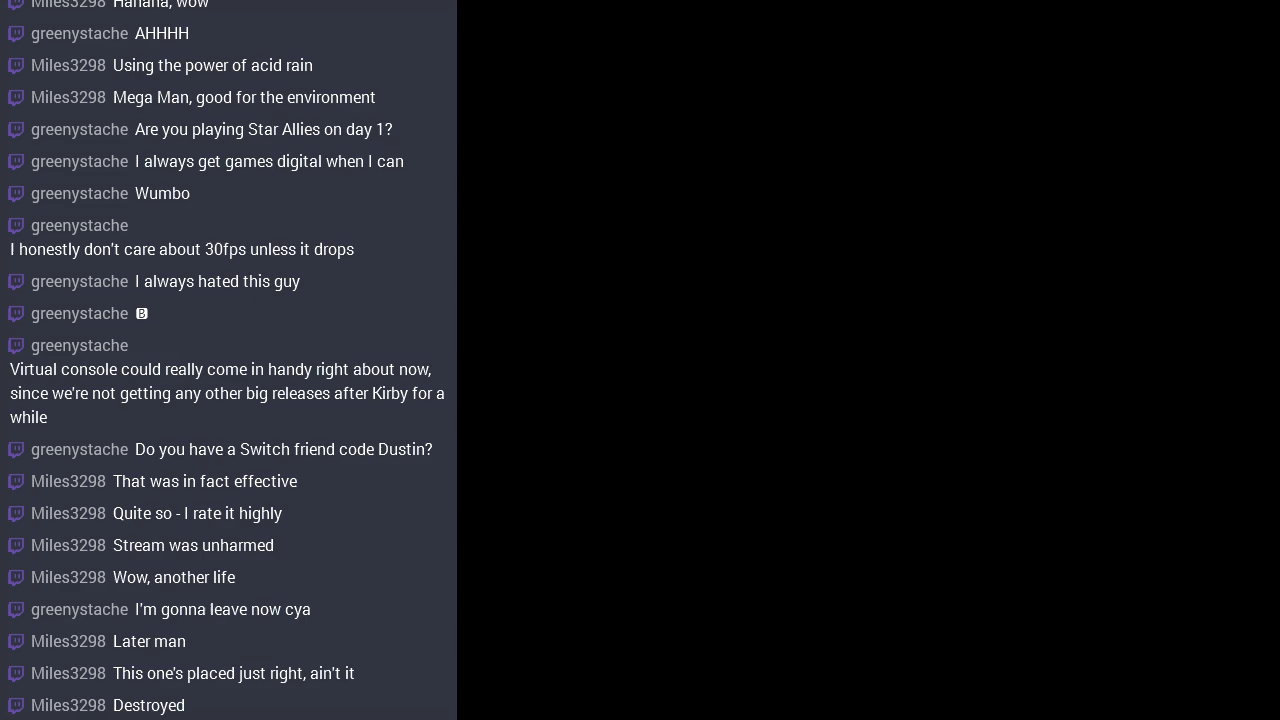 Miles3298 Hahaha, wow
greenystache AHHHH
Miles3298 Using the power of acid rain
Miles3298 Mega Man, good for the environment
greenystache Are you playing Star Allies on day 1?
greenystache I always get games digital when I can
greenystache Wumbo
greenystache
I honestly don't care about 30fps unless it drops
greenystache I always hated this guy
greenystache 🅱
greenystache
Virtual console could really come in handy right about now,
since we're not getting any other big releases after Kirby for a
while
greenystache Do you have a Switch friend code Dustin?
Miles3298 That was in fact effective
Miles3298 Quite so - I rate it highly
Miles3298 Stream was unharmed
Miles3298 Wow, another life
greenystache I'm gonna leave now cya
Miles3298 Later man
Miles3298 This one's placed just right, ain't it
Miles3298 Destroyed